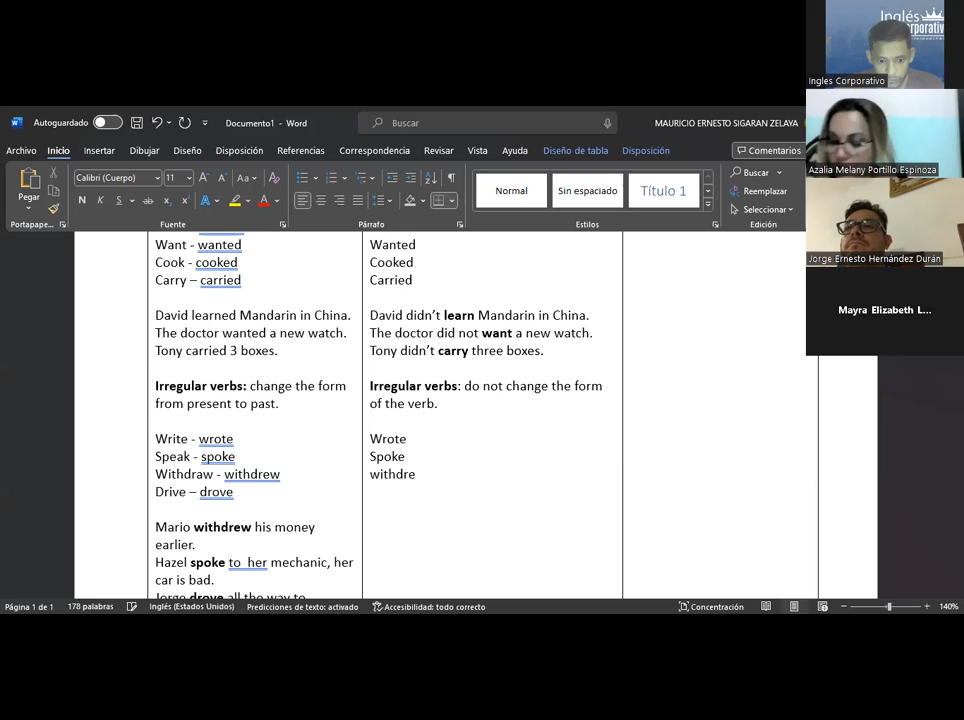 Inglés
Corporativo
Ingles Corporativo
Azalia Melany Portillo Espinoza
Jorge Ernesto Hernández Durán
Mayra Elizabeth L...
Autoguardado
Documento1 - Word
Buscar
MAURICIO ERNESTO SIGARAN ZELAYA
Archivo Inicio Insertar Dibujar Diseño Disposición Referencias Correspondencia Revisar Vista Ayuda Diseño de tabla Disposición
Comentarios
Pegar
Calibri (Cuerpo) 11
Normal
Sin espaciado
Título 1
Buscar
Reemplazar
Seleccionar
Portapape...
Fuente
Párrafo
Estilos
Edición
Want - wanted
Cook - cooked
Carry – carried
David learned Mandarin in China.
The doctor wanted a new watch.
Tony carried 3 boxes.
Irregular verbs: change the form
from present to past.
Write - wrote
Speak - spoke
Withdraw - withdrew
Drive – drove
Mario withdrew his money
earlier.
Hazel spoke to her mechanic, her
car is bad.
Jorge drove all the way to
Wanted
Cooked
Carried
David didn’t learn Mandarin in China.
The doctor did not want a new watch.
Tony didn’t carry three boxes.
Irregular verbs: do not change the form
of the verb.
Wrote
Spoke
withdre
Página 1 de 1
178 palabras
Inglés (Estados Unidos)
Predicciones de texto: activado
Accesibilidad: todo correcto
Concentración
140%